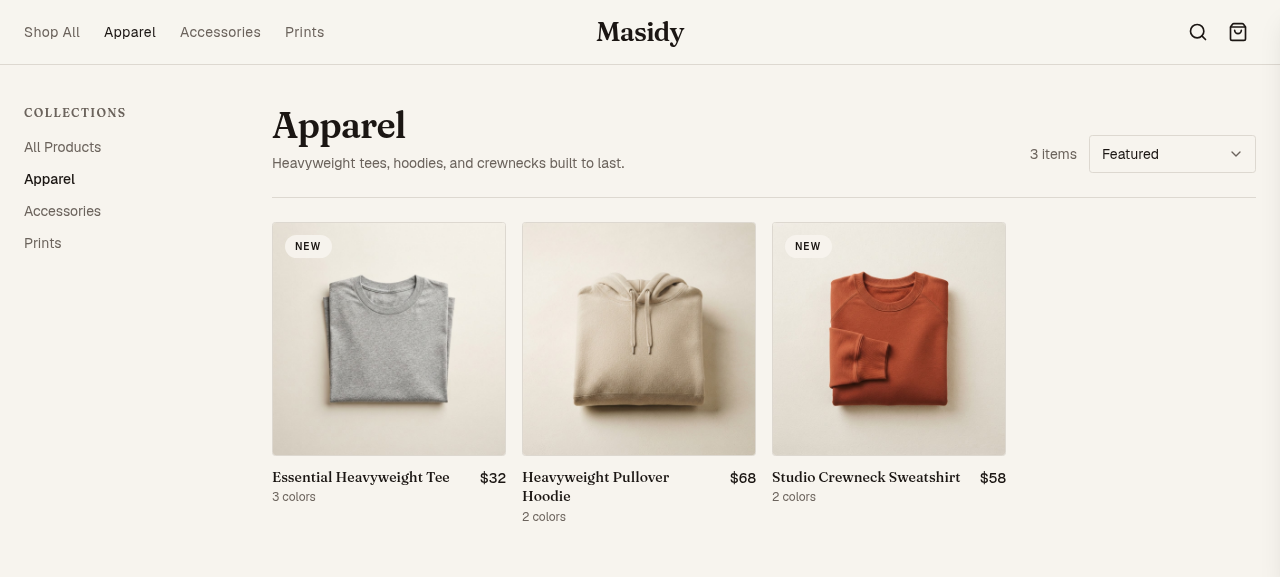 Shop All
Apparel
Accessories
Prints
Masidy
COLLECTIONS
All Products
Apparel
Accessories
Prints
Apparel
Heavyweight tees, hoodies, and crewnecks built to last.
3 items
Featured
NEW
NEW
Essential Heavyweight Tee
$32
3 colors
Heavyweight Pullover
Hoodie
$68
2 colors
Studio Crewneck Sweatshirt
$58
2 colors